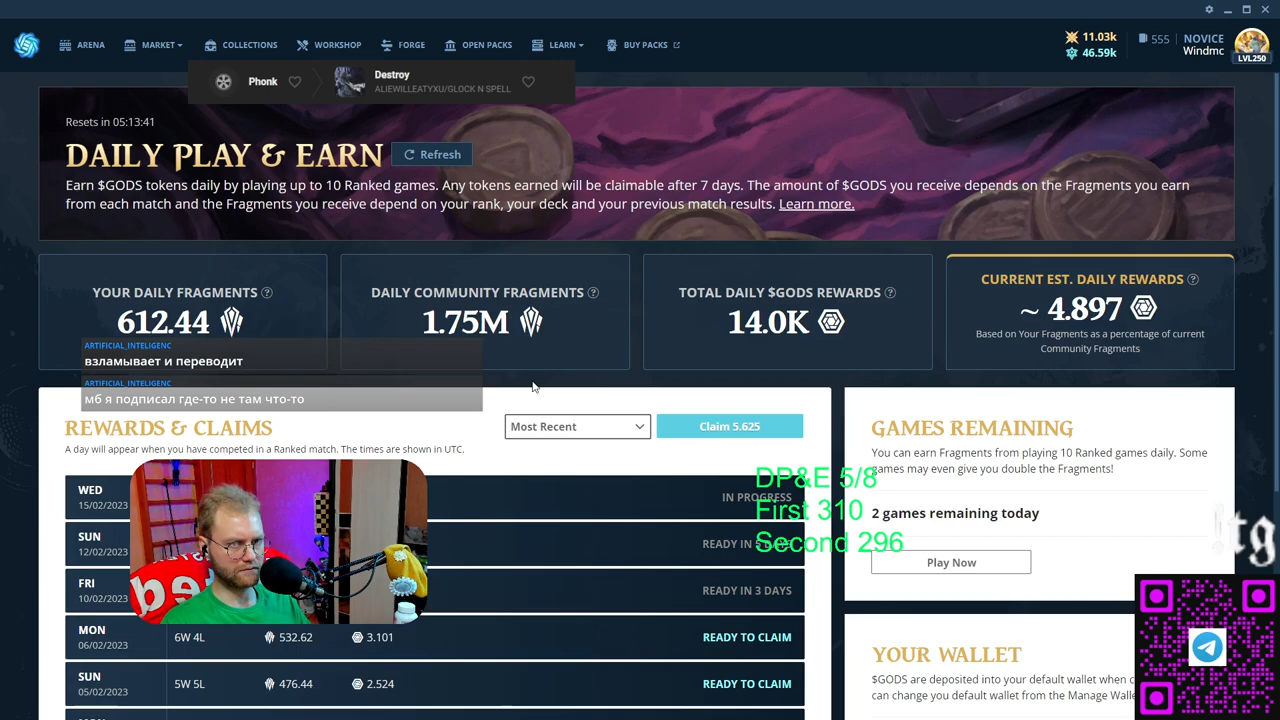 ARENA
MARKET
COLLECTIONS
WORKSHOP
FORGE
OPEN PACKS
LEARN
BUY PACKS
11.03k
46.59k
555
NOVICE
Windmc
LVL250
Phonk
Destroy
ALIEWILLEATYXU/GLOCK N SPELL
Resets in 05:13:41
DAILY PLAY & EARN
Refresh
Earn $GODS tokens daily by playing up to 10 Ranked games. Any tokens earned will be claimable after 7 days. The amount of $GODS you receive depends on the Fragments you earn
from each match and the Fragments you receive depend on your rank, your deck and your previous match results. Learn more.
YOUR DAILY FRAGMENTS
612.44
DAILY COMMUNITY FRAGMENTS
1.75M
TOTAL DAILY $GODS REWARDS
14.0K
CURRENT EST. DAILY REWARDS
~ 4.897
Based on Your Fragments as a percentage of current
Community Fragments
ARTIFICIAL_INTELIGENC
взламывает и переводит
ARTIFICIAL_INTELIGENC
мб я подписал где-то не там что-то
REWARDS & CLAIMS
Most Recent
Claim 5.625
A day will appear when you have competed in a Ranked match. The times are shown in UTC.
WED
15/02/2023
IN PROGRESS
SUN
12/02/2023
READY IN
FRI
10/02/2023
READY IN 3 DAYS
MON
06/02/2023
6W 4L
532.62
3.101
READY TO CLAIM
SUN
05/02/2023
5W 5L
476.44
2.524
READY TO CLAIM
DP&E 5/8
First 310
Second 296
GAMES REMAINING
You can earn Fragments from playing 10 Ranked games daily. Some
games may even give you double the Fragments!
2 games remaining today
Play Now
!tg
YOUR WALLET
$GODS are deposited into your default wallet when
can change you default wallet from the Manage